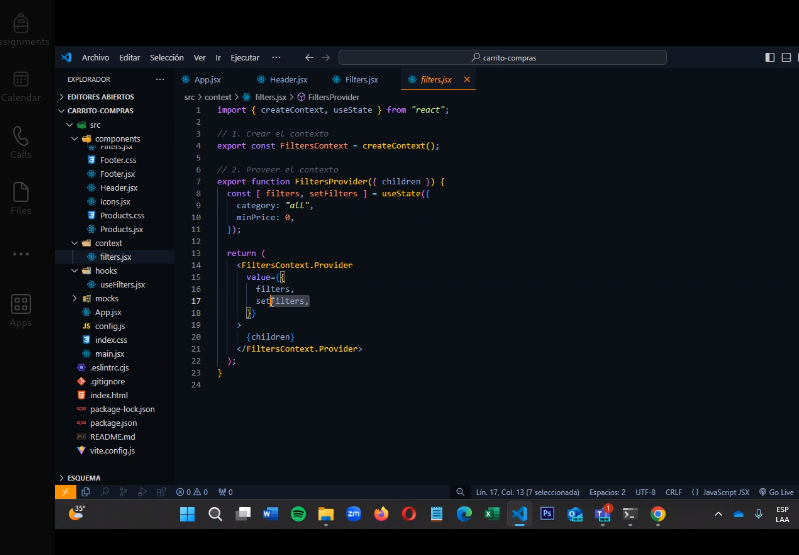 ssignments
Calendar
Calls
Files
Apps
Archivo Editar Selección Ver Ir Ejecutar ··· carrito-compras
EXPLORADOR ···
App.jsx Header.jsx Filters.jsx filters.jsx
src > context > filters.jsx > FiltersProvider
EDITORES ABIERTOS
CARRITO-COMPRAS
src
components
Filters.jsx
Footer.css
Footer.jsx
Header.jsx
Icons.jsx
Products.css
Products.jsx
context
filters.jsx
hooks
useFilters.jsx
mocks
App.jsx
JS config.js
index.css
main.jsx
.eslintrc.cjs
.gitignore
index.html
package-lock.json
package.json
README.md
vite.config.js
ESQUEMA
1 import { createContext, useState } from "react";
2
3 // 1. Crear el contexto
4 export const FiltersContext = createContext();
5
6 // 2. Proveer el contexto
7 export function FiltersProvider({ children }) {
8 const [ filters, setFilters ] = useState({
9 category: "all",
10 minPrice: 0,
11 });
12
13 return (
14 <FiltersContext.Provider
15 value={{
16 filters,
17 setfilters,
18 }}
19 >
20 {children}
21 </FiltersContext.Provider>
22 );
23 }
24
0 0 0 Lín. 17, Col. 13 (7 seleccionada) Espacios: 2 UTF-8 CRLF {} JavaScript JSX Go Live
35° zm Ps 1 ESP
LAA